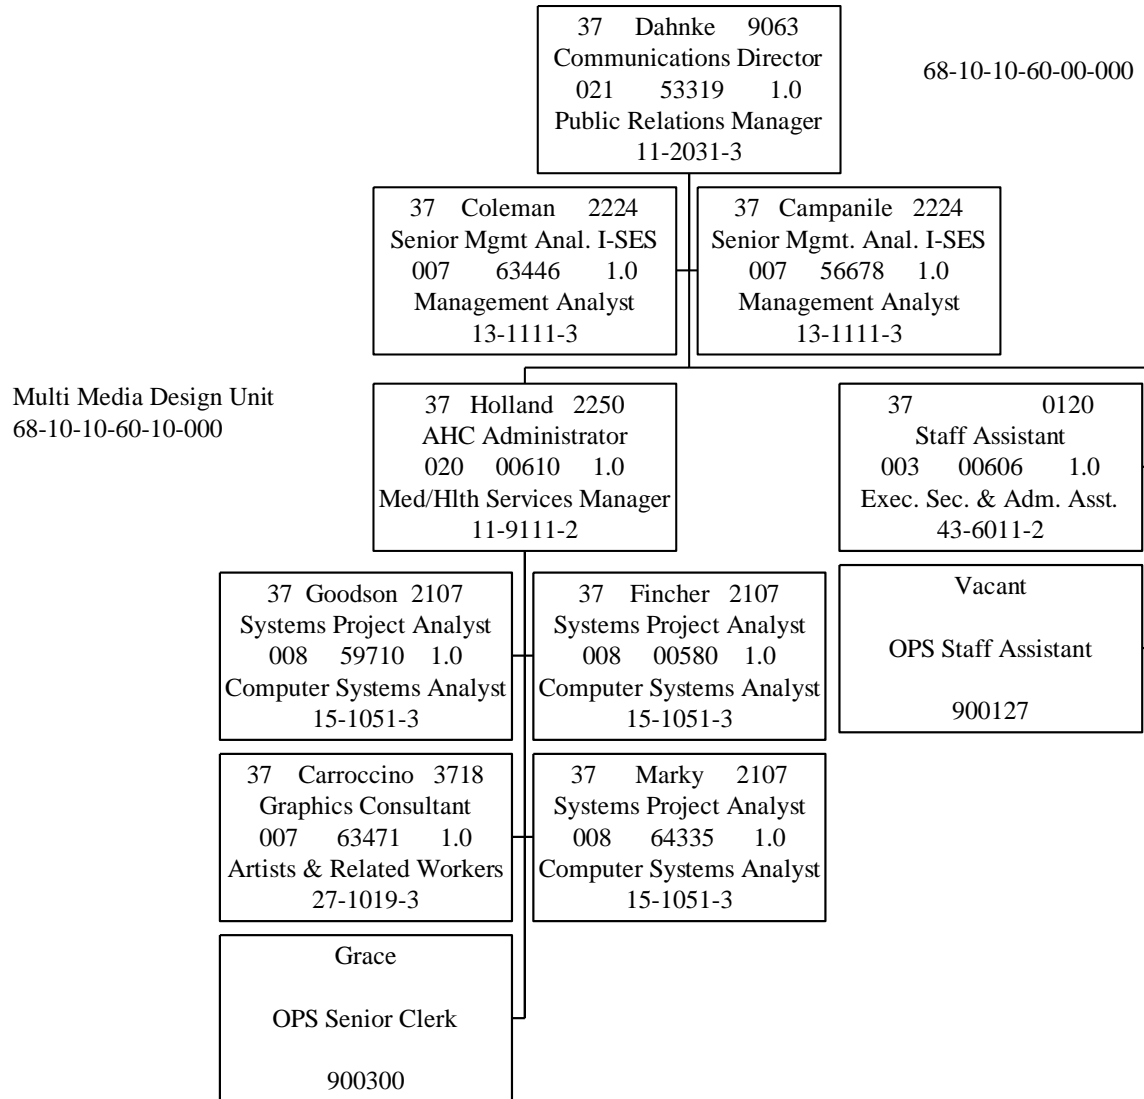 37 Dahnke 9063
Communications Director
021 53319 1.0
Public Relations Manager
11-2031-3
68-10-10-60-00-000
37 Coleman 2224
Senior Mgmt Anal. I-SES
007 63446 1.0
Management Analyst
13-1111-3
37 Campanile 2224
Senior Mgmt. Anal. I-SES
007 56678 1.0
Management Analyst
13-1111-3
Multi Media Design Unit
68-10-10-60-10-000
37 Holland 2250
AHC Administrator
020 00610 1.0
Med/Hlth Services Manager
11-9111-2
37 0120
Staff Assistant
003 00606 1.0
Exec. Sec. & Adm. Asst.
43-6011-2
37 Goodson 2107
Systems Project Analyst
008 59710 1.0
Computer Systems Analyst
15-1051-3
37 Fincher 2107
Systems Project Analyst
008 00580 1.0
Computer Systems Analyst
15-1051-3
Vacant
OPS Staff Assistant
900127
37 Carroccino 3718
Graphics Consultant
007 63471 1.0
Artists & Related Workers
27-1019-3
37 Marky 2107
Systems Project Analyst
008 64335 1.0
Computer Systems Analyst
15-1051-3
Grace
OPS Senior Clerk
900300